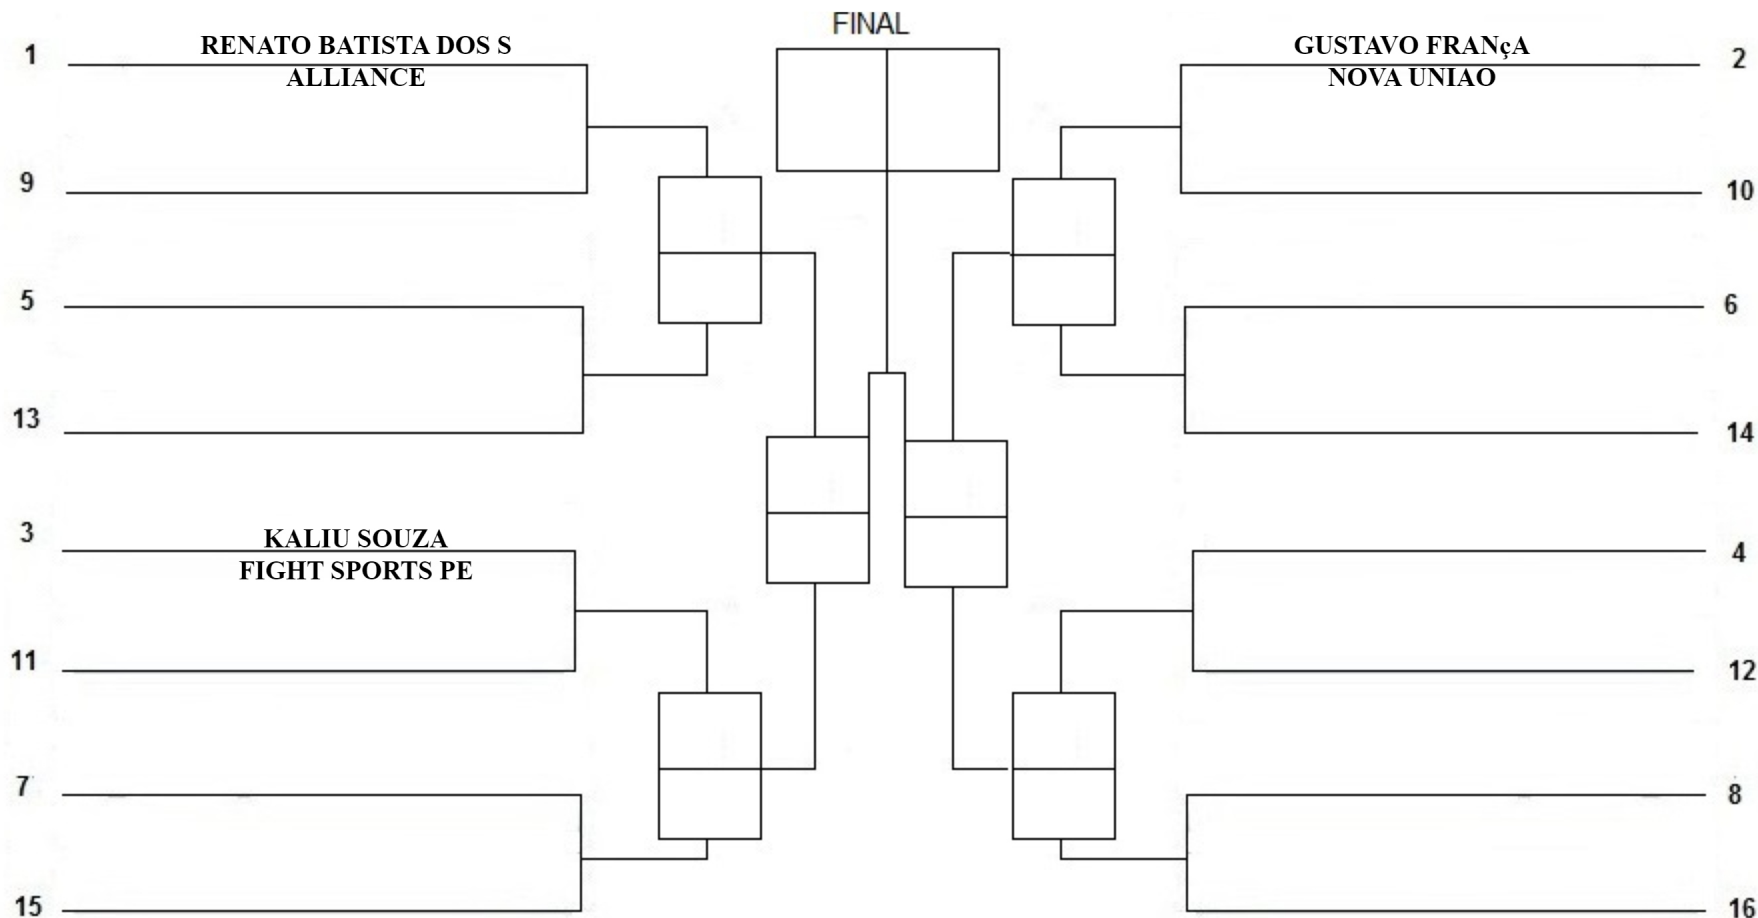 FINAL
1
RENATO BATISTA DOS S
ALLIANCE
9
5
13
3
KALIU SOUZA
FIGHT SPORTS PE
11
7
15
GUSTAVO FRANçA
NOVA UNIAO
2
10
6
14
4
12
8
16